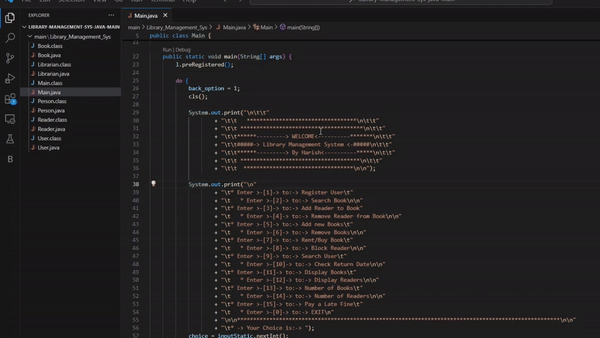 EXPLORER
LIBRARY-MANAGEMENT-SYS-JAVA-MAIN
main \ Library_Management_Sys
Book.class
Book.java
Librarian.class
Librarian.java
Main.class
Main.java
Person.class
Person.java
Reader.class
Reader.java
User.class
User.java
Main.java ×
main > Library_Management_Sys > Main.java > Main > main(String[])
5 public class Main {
Run | Debug
22 public static void main(String[] args) {
23 l.preRegistered();
24
25 do {
26 back_option = 1;
27 cls();
28
29 System.out.print("\n\t\t"
30
31
32 WELCOME
33 Library Management System
34 By Harish
35
36
37
38 System.out.print("\n"
39 + "\t* Enter >-[1]-> to:-> Register User\t"
40 + "\t * Enter >-[2]-> to:-> Search Book\n\n"
41 + "\t* Enter >-[3]-> to:-> Add Reader to Book"
42 + "\t * Enter >-[4]-> to:-> Remove Reader from Book\n\n"
43 + "\t* Enter >-[5]-> to:-> Add new Books\t"
44 + "\t * Enter >-[6]-> to:-> Remove Books\n\n"
45 + "\t* Enter >-[7]-> to:-> Rent/Buy Book"
46 + "\t * Enter >-[8]-> to:-> Block Reader\n\n"
47 + "\t* Enter >-[9]-> to:-> Search User\t"
48 + "\t * Enter >-[10]-> to:-> Check Return Date\n\n"
49 + "\t* Enter >-[11]-> to:-> Display Books\t"
50 + "\t * Enter >-[12]-> to:-> Display Readers\n\n"
51 + "\t* Enter >-[13]-> to:-> Number of Books\t"
52 + "\t * Enter >-[14]-> to:-> Number of Readers\n\n"
53 + "\t* Enter >-[15]-> to:-> Pay a Late Fine\t"
54 + "\t * Enter >-[0]-> to:-> EXIT\n"
55
56 + "\t* -> Your Choice is:-> ");
57 choice = inputStatic.nextInt();